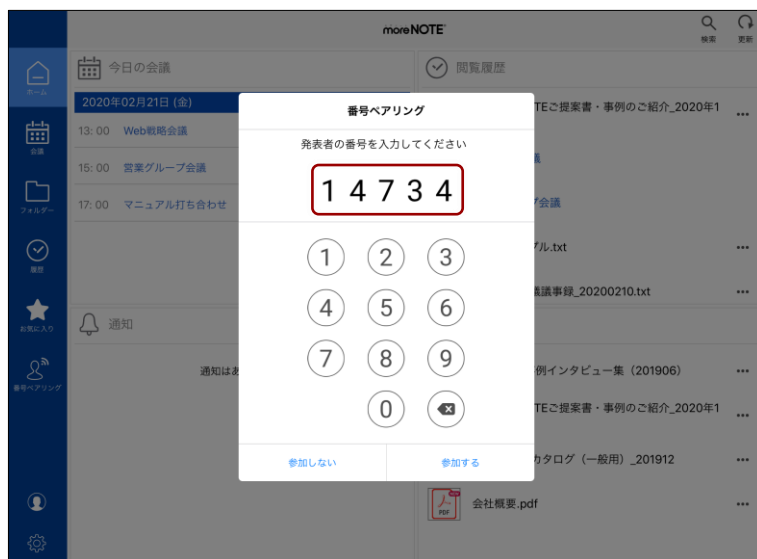 moreNOTE
検索
更新
ホーム
会議
フォルダー
履歴
お気に入り
番号ペアリング
今日の会議
2020年02月21日 (金)
13:00 Web戦略会議
15:00 営業グループ会議
17:00 マニュアル打ち合わせ
通知
通知はあ
番号ペアリング
発表者の番号を入力してください
1 4 7 3 4
1 2 3
4 5 6
7 8 9
0
参加しない 参加する
閲覧履歴
TEご提案書・事例のご紹介_2020年1
会議
ル.txt
議事録_20200210.txt
例インタビュー集（201906）
TEご提案書・事例のご紹介_2020年1
カタログ（一般用）_201912
PDF
会社概要.pdf